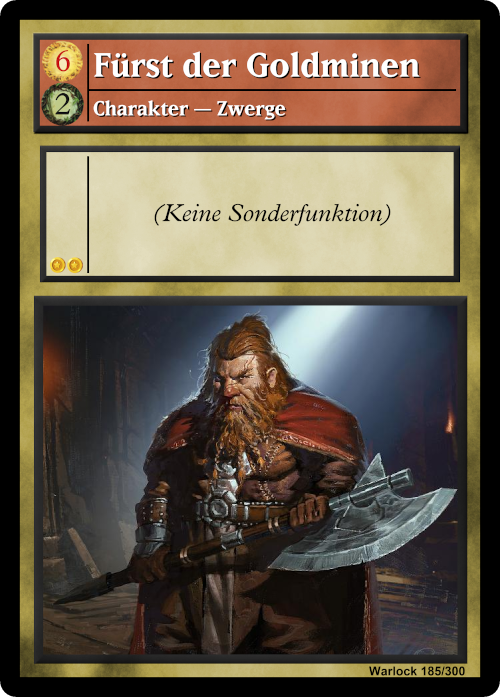 6
Fürst der Goldminen
2
Charakter — Zwerge
(Keine Sonderfunktion)
Warlock 185/300